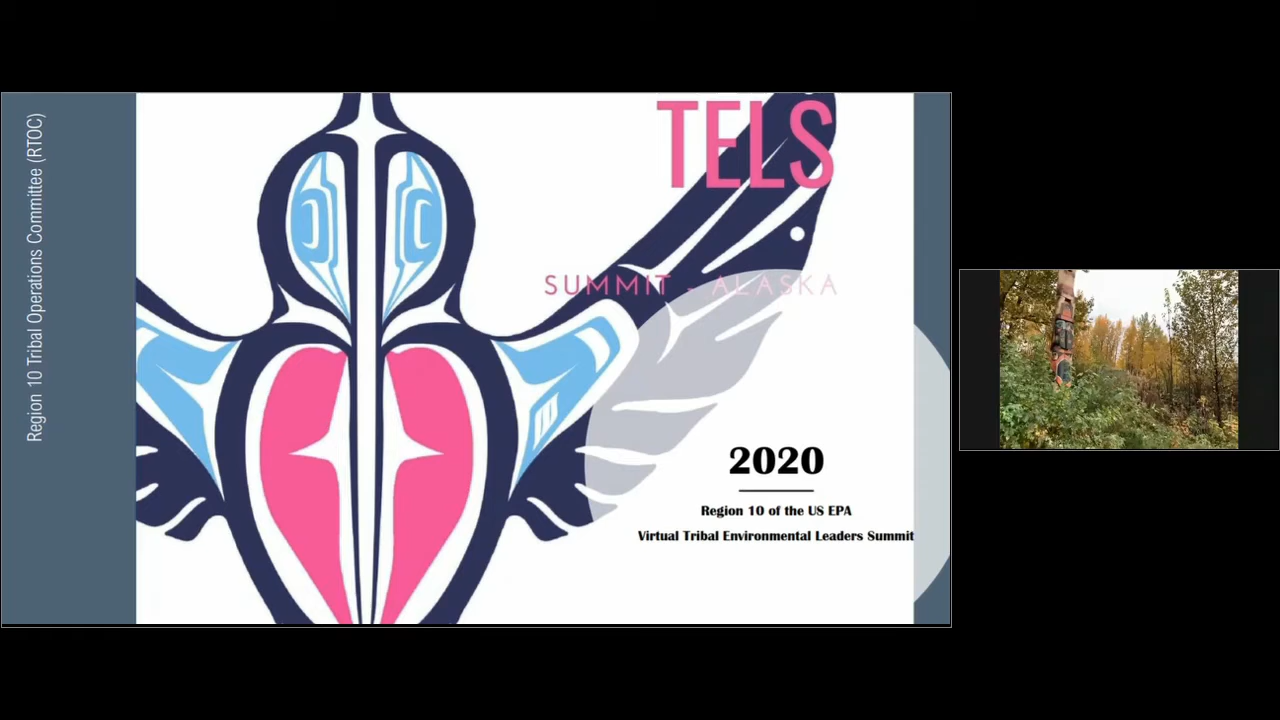 Region 10 Tribal Operations Committee (RTOC)
TELS
SUMMIT - ALASKA
2020
Region 10 of the US EPA
Virtual Tribal Environmental Leaders Summit